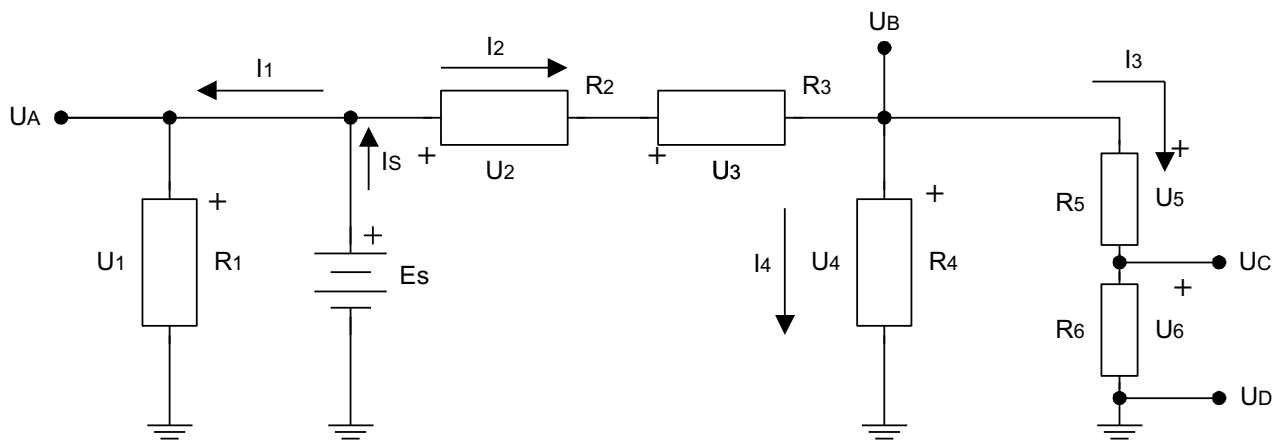 UB
I2
I3
I1
R2
R3
UA
+
IS
+
U2
+
U3
+
+
R5
U5
U1
R1
+
ES
I4
U4
R4
UC
+
R6
U6
UD